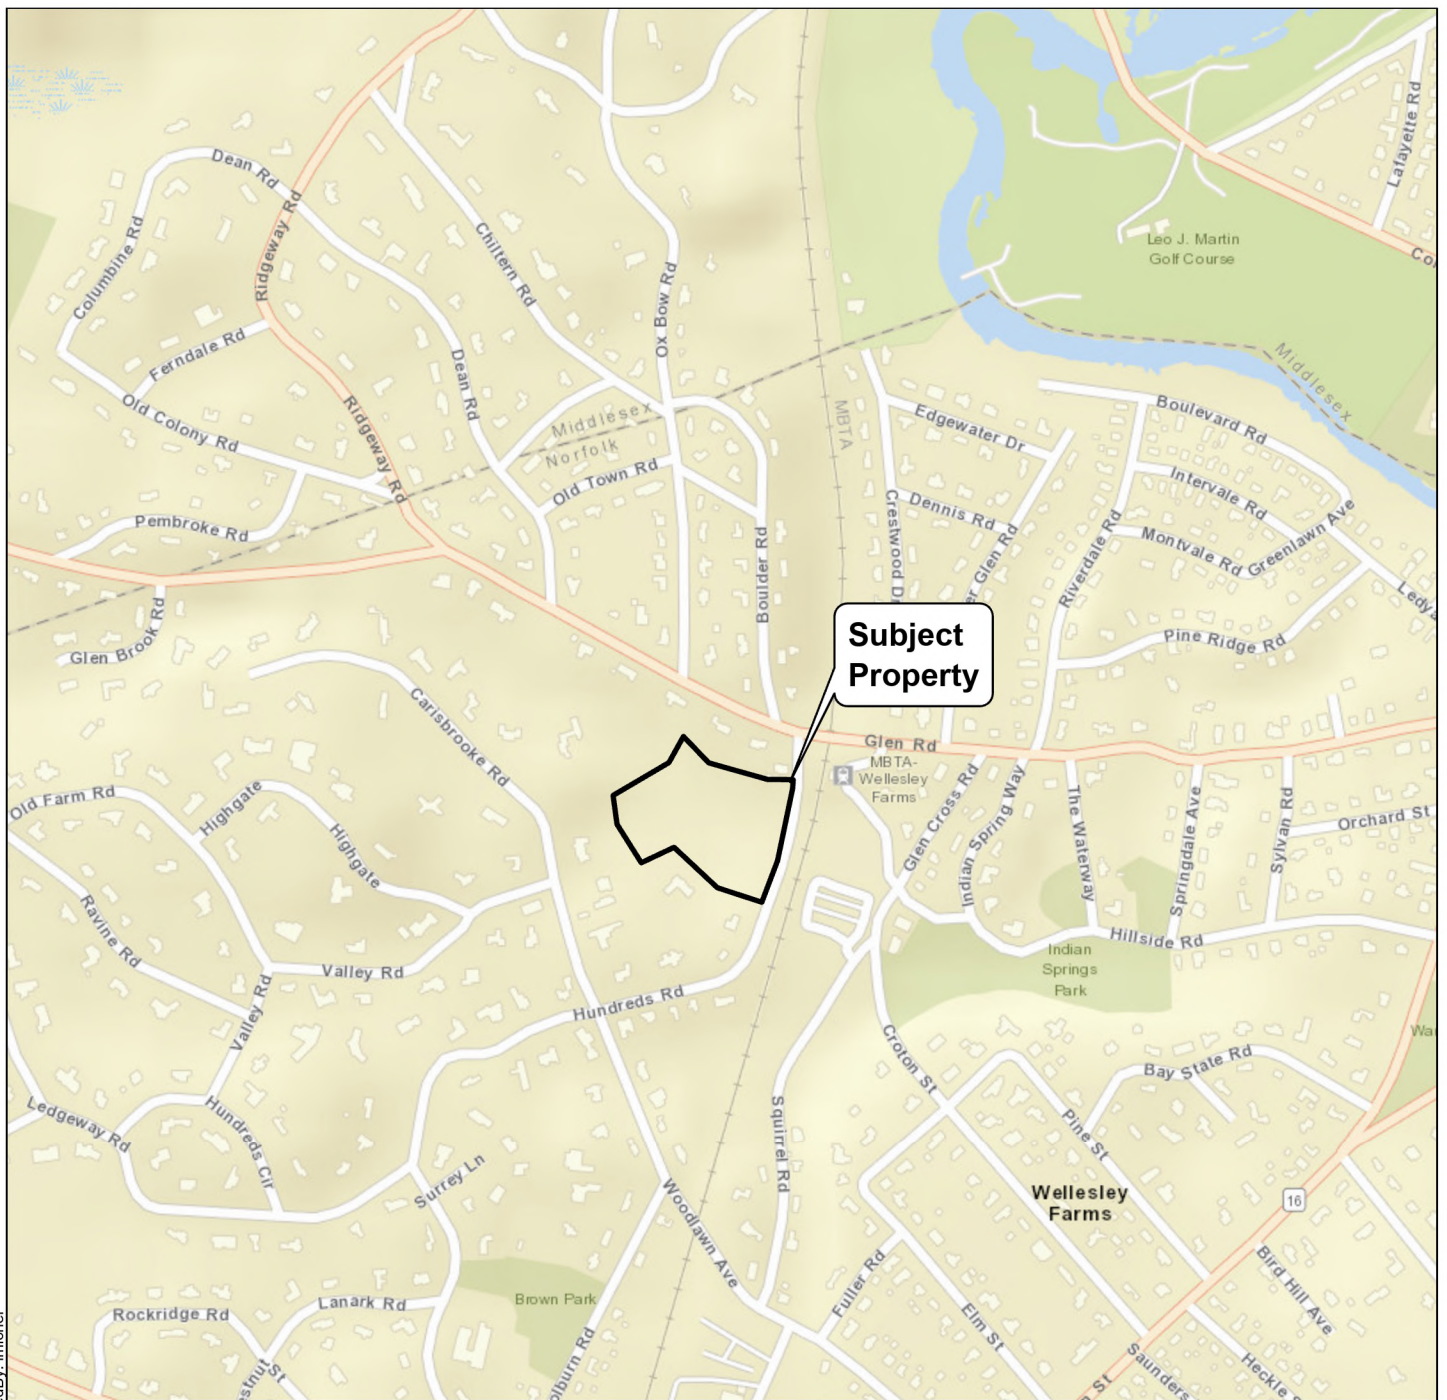 Lafayette Rd
Dean Rd
Ridgeway Rd
Columbine Rd
Chiltern Rd
Leo J. Martin
Golf Course
Ox Bow Rd
Ferndale Rd
Dean Rd
Middlesex
Old Colony Rd
Ridgeway Rd
Middlesex
Norfolk
MBTA
Edgewater Dr
Boulevard Rd
Old Town Rd
Intervale Rd
Dennis Rd
Pembroke Rd
Crestwood Dr
Glen Rd
Riverdale Rd
Montvale Rd
Greenlawn Ave
Boulder Rd
Glen Brook Rd
Pine Ridge Rd
Subject
Property
Carisbrooke Rd
Glen Rd
MBTA-
Wellesley
Farms
Old Farm Rd
Highgate
Highgate
Glen Cross Rd
Indian Spring Way
The Waterway
Springdale Ave
Sylvan Rd
Orchard St
Ravine Rd
Valley Rd
Hillside Rd
Indian
Springs
Park
Valley Rd
Hundreds Rd
Croton St
Bay State Rd
Ledgeway Rd
Hundreds Cir
Squirrel Rd
Pine St
Surrey Ln
Wellesley
Farms
16
Woodlawn Ave
Fuller Rd
Bird Hill Ave
Brown Park
Lanark Rd
Rockridge Rd
Elm St
St
St